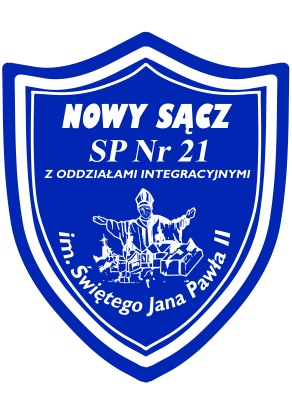 NOWY SĄCZ
SP Nr 21
Z ODDZIAŁAMI INTEGRACYJNYMI
im. Świętego Jana Pawła II